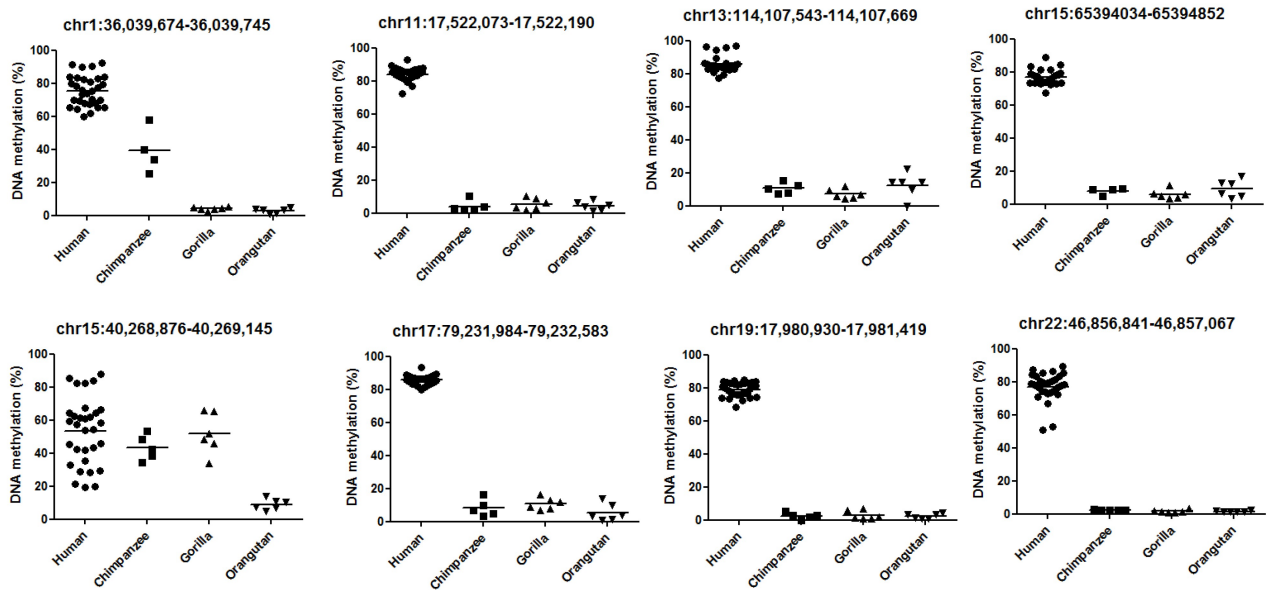 chr1:36,039,674-36,039,745
DNA methylation (%)
100
80
60
40
20
0
Human
Chimpanzee
Gorilla
Orangutan
chr11:17,522,073-17,522,190
DNA methylation (%)
100
80
60
40
20
0
Human
Chimpanzee
Gorilla
Orangutan
chr13:114,107,543-114,107,669
DNA methylation (%)
100
80
60
40
20
0
Human
Chimpanzee
Gorilla
Orangutan
chr15:65394034-65394852
DNA methylation (%)
100
80
60
40
20
0
Human
Chimpanzee
Gorilla
Orangutan
chr15:40,268,876-40,269,145
DNA methylation (%)
100
80
60
40
20
0
Human
Chimpanzee
Gorilla
Orangutan
chr17:79,231,984-79,232,583
DNA methylation (%)
100
80
60
40
20
0
Human
Chimpanzee
Gorilla
Orangutan
chr19:17,980,930-17,981,419
DNA methylation (%)
100
80
60
40
20
0
Human
Chimpanzee
Gorilla
Orangutan
chr22:46,856,841-46,857,067
DNA methylation (%)
100
80
60
40
20
0
Human
Chimpanzee
Gorilla
Orangutan